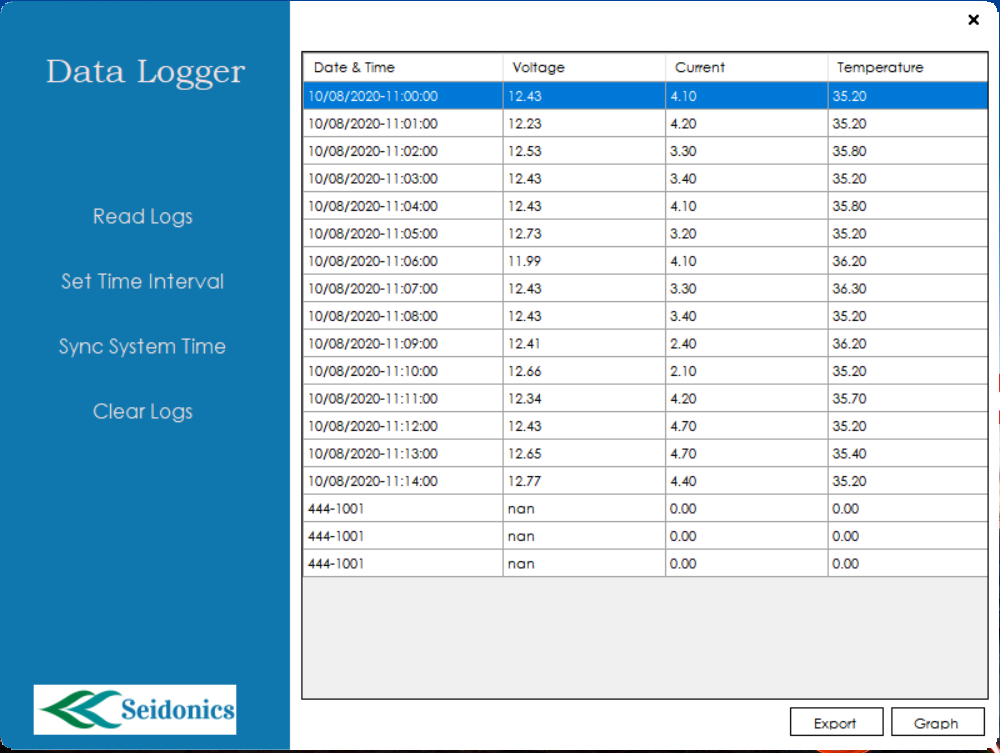 Data Logger
Read Logs
Set Time Interval
Sync System Time
Clear Logs
Seidonics
Date & Time Voltage Current Temperature
10/08/2020-11:00:00 12.43 4.10 35.20
10/08/2020-11:01:00 12.23 4.20 35.20
10/08/2020-11:02:00 12.53 3.30 35.80
10/08/2020-11:03:00 12.43 3.40 35.20
10/08/2020-11:04:00 12.43 4.10 35.80
10/08/2020-11:05:00 12.73 3.20 35.20
10/08/2020-11:06:00 11.99 4.10 36.20
10/08/2020-11:07:00 12.43 3.30 36.30
10/08/2020-11:08:00 12.43 3.40 35.20
10/08/2020-11:09:00 12.41 2.40 36.20
10/08/2020-11:10:00 12.66 2.10 35.20
10/08/2020-11:11:00 12.34 4.20 35.70
10/08/2020-11:12:00 12.43 4.70 35.20
10/08/2020-11:13:00 12.65 4.70 35.40
10/08/2020-11:14:00 12.77 4.40 35.20
444-1001 nan 0.00 0.00
444-1001 nan 0.00 0.00
444-1001 nan 0.00 0.00
Export Graph